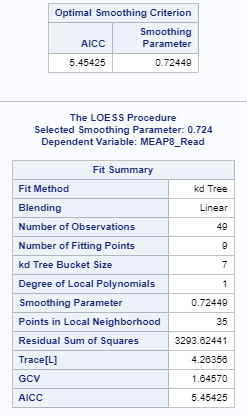 Optimal Smoothing Criterion
AICC Smoothing Parameter
5.45425 0.72449
The LOESS Procedure
Selected Smoothing Parameter: 0.724
Dependent Variable: MEAP8_Read
Fit Summary
Fit Method kd Tree
Blending Linear
Number of Observations 49
Number of Fitting Points 9
kd Tree Bucket Size 7
Degree of Local Polynomials 1
Smoothing Parameter 0.72449
Points in Local Neighborhood 35
Residual Sum of Squares 3293.62441
Trace[L] 4.26356
GCV 1.64570
AICC 5.45425